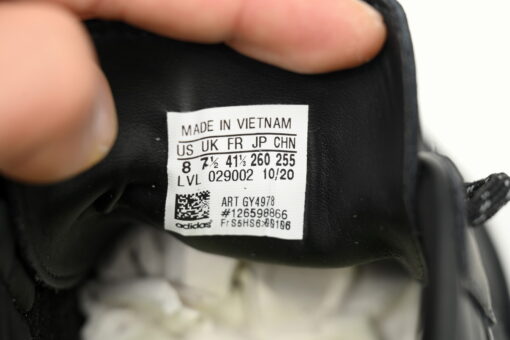 MADE IN VIETNAM
US UK FR JP CHN
8 7½ 41⅓ 260 255
LVL 029002 10/20
ART GY4978
#126598866
adidas